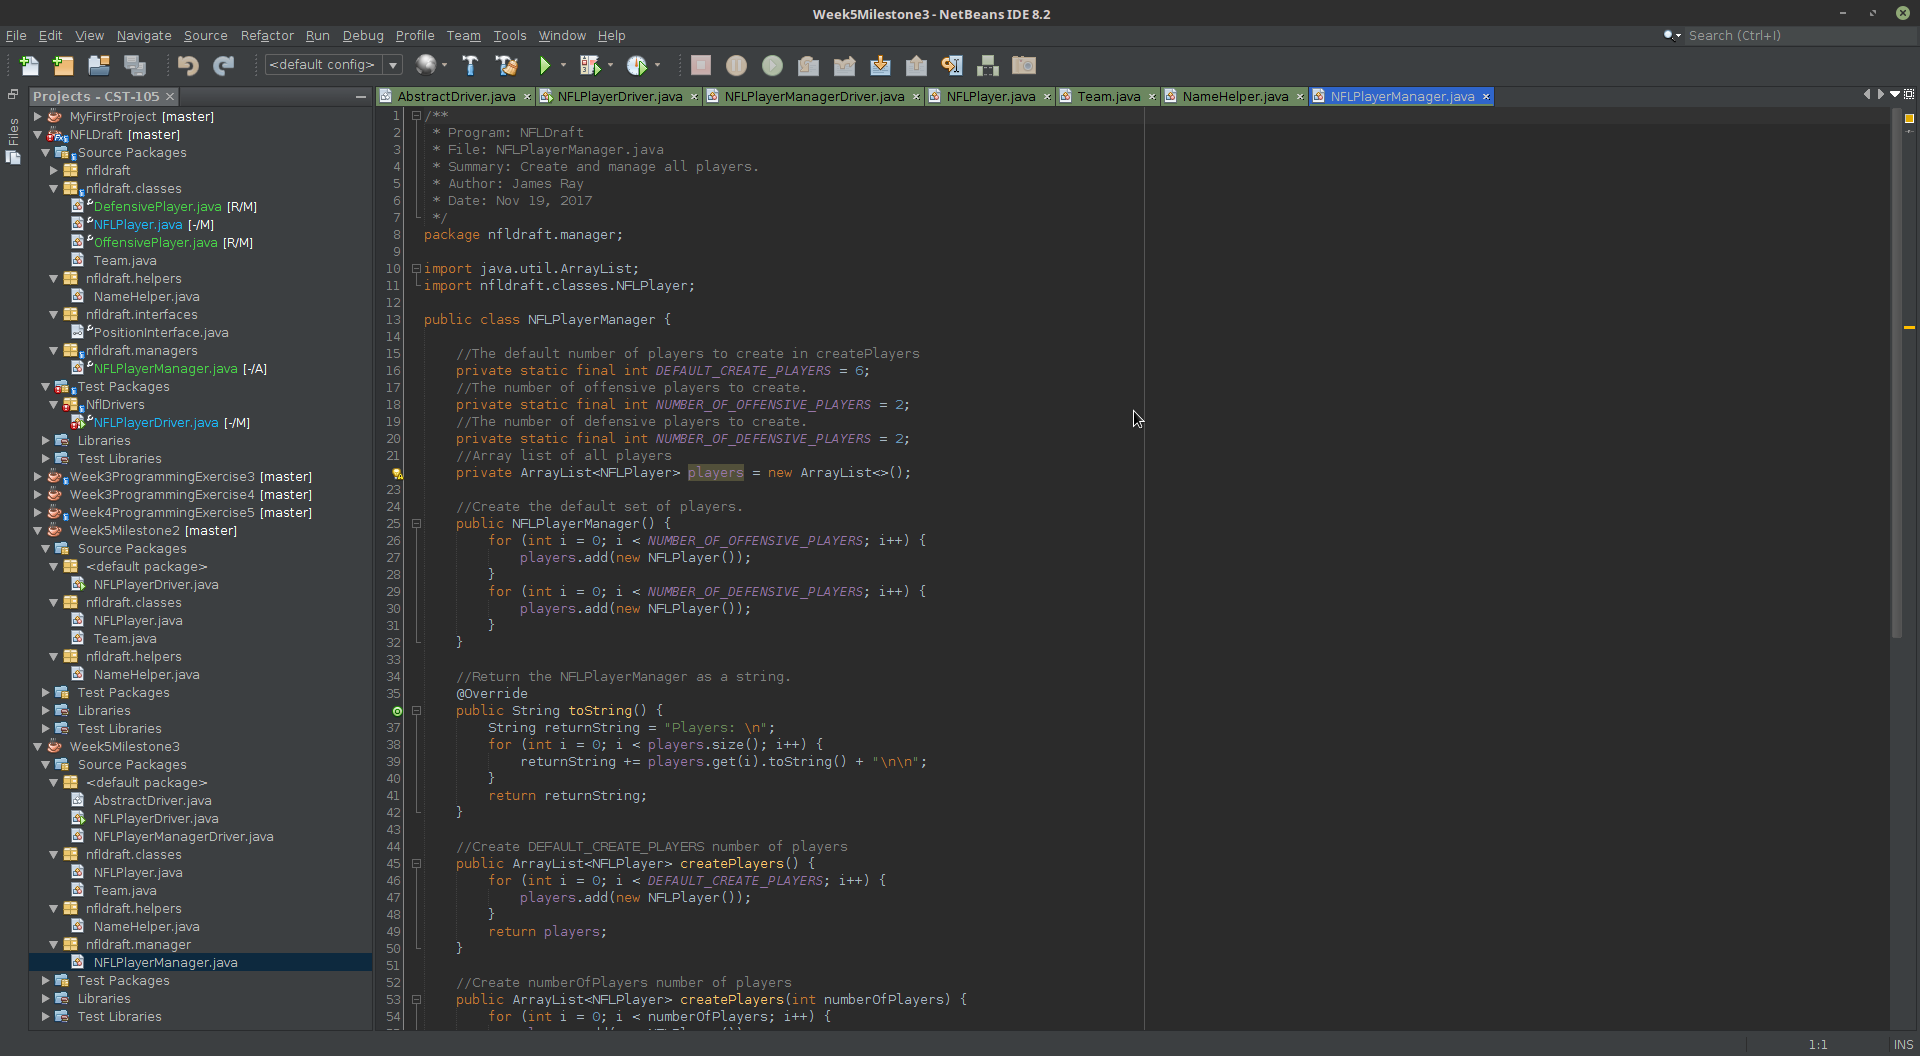 Week5Milestone3 - NetBeans IDE 8.2
File Edit View Navigate Source Refactor Run Debug Profile Team Tools Window Help
Search (Ctrl+I)
<default config>
Files
Projects - CST-105
MyFirstProject [master]
NFLDraft [master]
Source Packages
nfldraft
nfldraft.classes
DefensivePlayer.java [R/M]
NFLPlayer.java [-/M]
OffensivePlayer.java [R/M]
Team.java
nfldraft.helpers
NameHelper.java
nfldraft.interfaces
PositionInterface.java
nfldraft.managers
NFLPlayerManager.java [-/A]
Test Packages
NflDrivers
NFLPlayerDriver.java [-/M]
Libraries
Test Libraries
Week3ProgrammingExercise3 [master]
Week3ProgrammingExercise4 [master]
Week4ProgrammingExercise5 [master]
Week5Milestone2 [master]
Source Packages
<default package>
NFLPlayerDriver.java
nfldraft.classes
NFLPlayer.java
Team.java
nfldraft.helpers
NameHelper.java
Test Packages
Libraries
Test Libraries
Week5Milestone3
Source Packages
<default package>
AbstractDriver.java
NFLPlayerDriver.java
NFLPlayerManagerDriver.java
nfldraft.classes
NFLPlayer.java
Team.java
nfldraft.helpers
NameHelper.java
nfldraft.manager
NFLPlayerManager.java
Test Packages
Libraries
Test Libraries
AbstractDriver.java NFLPlayerDriver.java NFLPlayerManagerDriver.java NFLPlayer.java Team.java NameHelper.java NFLPlayerManager.java
1 /**
2 * Program: NFLDraft
3 * File: NFLPlayerManager.java
4 * Summary: Create and manage all players.
5 * Author: James Ray
6 * Date: Nov 19, 2017
7 */
8 package nfldraft.manager;
9
10 import java.util.ArrayList;
11 import nfldraft.classes.NFLPlayer;
12
13 public class NFLPlayerManager {
14
15 //The default number of players to create in createPlayers
16 private static final int DEFAULT_CREATE_PLAYERS = 6;
17 //The number of offensive players to create.
18 private static final int NUMBER_OF_OFFENSIVE_PLAYERS = 2;
19 //The number of defensive players to create.
20 private static final int NUMBER_OF_DEFENSIVE_PLAYERS = 2;
21 //Array list of all players
private ArrayList<NFLPlayer> players = new ArrayList<>();
23
24 //Create the default set of players.
25 public NFLPlayerManager() {
26 for (int i = 0; i < NUMBER_OF_OFFENSIVE_PLAYERS; i++) {
27 players.add(new NFLPlayer());
28 }
29 for (int i = 0; i < NUMBER_OF_DEFENSIVE_PLAYERS; i++) {
30 players.add(new NFLPlayer());
31 }
32 }
33
34 //Return the NFLPlayerManager as a string.
35 @Override
public String toString() {
37 String returnString = "Players: \n";
38 for (int i = 0; i < players.size(); i++) {
39 returnString += players.get(i).toString() + "\n\n";
40 }
41 return returnString;
42 }
43
44 //Create DEFAULT_CREATE_PLAYERS number of players
45 public ArrayList<NFLPlayer> createPlayers() {
46 for (int i = 0; i < DEFAULT_CREATE_PLAYERS; i++) {
47 players.add(new NFLPlayer());
48 }
49 return players;
50 }
51
52 //Create numberOfPlayers number of players
53 public ArrayList<NFLPlayer> createPlayers(int numberOfPlayers) {
54 for (int i = 0; i < numberOfPlayers; i++) {
1:1 INS